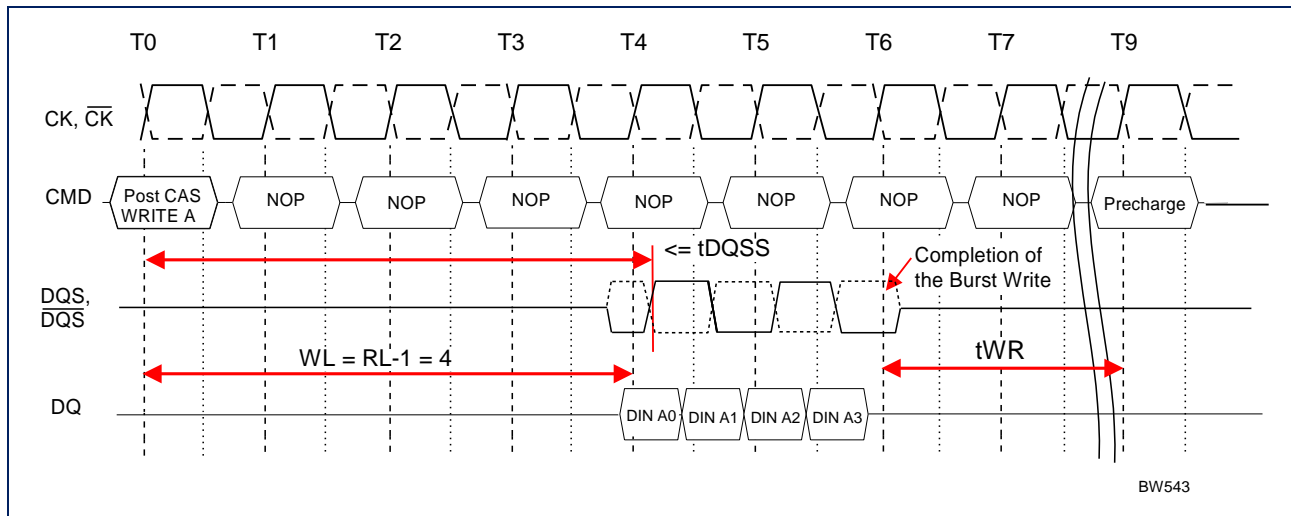 T0 T1 T2 T3 T4 T5 T6 T7 T9
CK, CK
CMD
Post CAS
WRITE A
NOP NOP NOP NOP NOP NOP NOP Precharge
<= tDQSS
Completion of
the Burst Write
DQS,
DQS
WL = RL-1 = 4
tWR
DQ
DIN A0 DIN A1 DIN A2 DIN A3
BW543